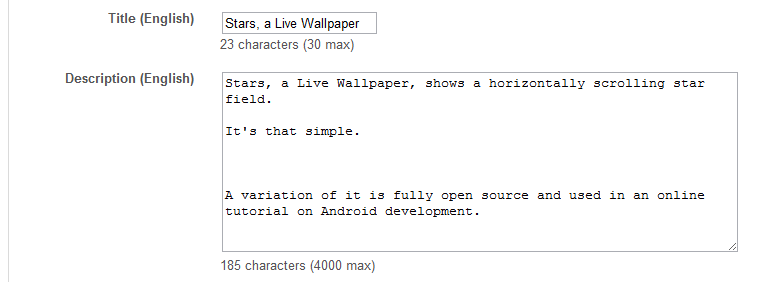 Title (English)
Stars, a Live Wallpaper
23 characters (30 max)
Description (English)
Stars, a Live Wallpaper, shows a horizontally scrolling star
field.
It's that simple.
A variation of it is fully open source and used in an online
tutorial on Android development.
185 characters (4000 max)